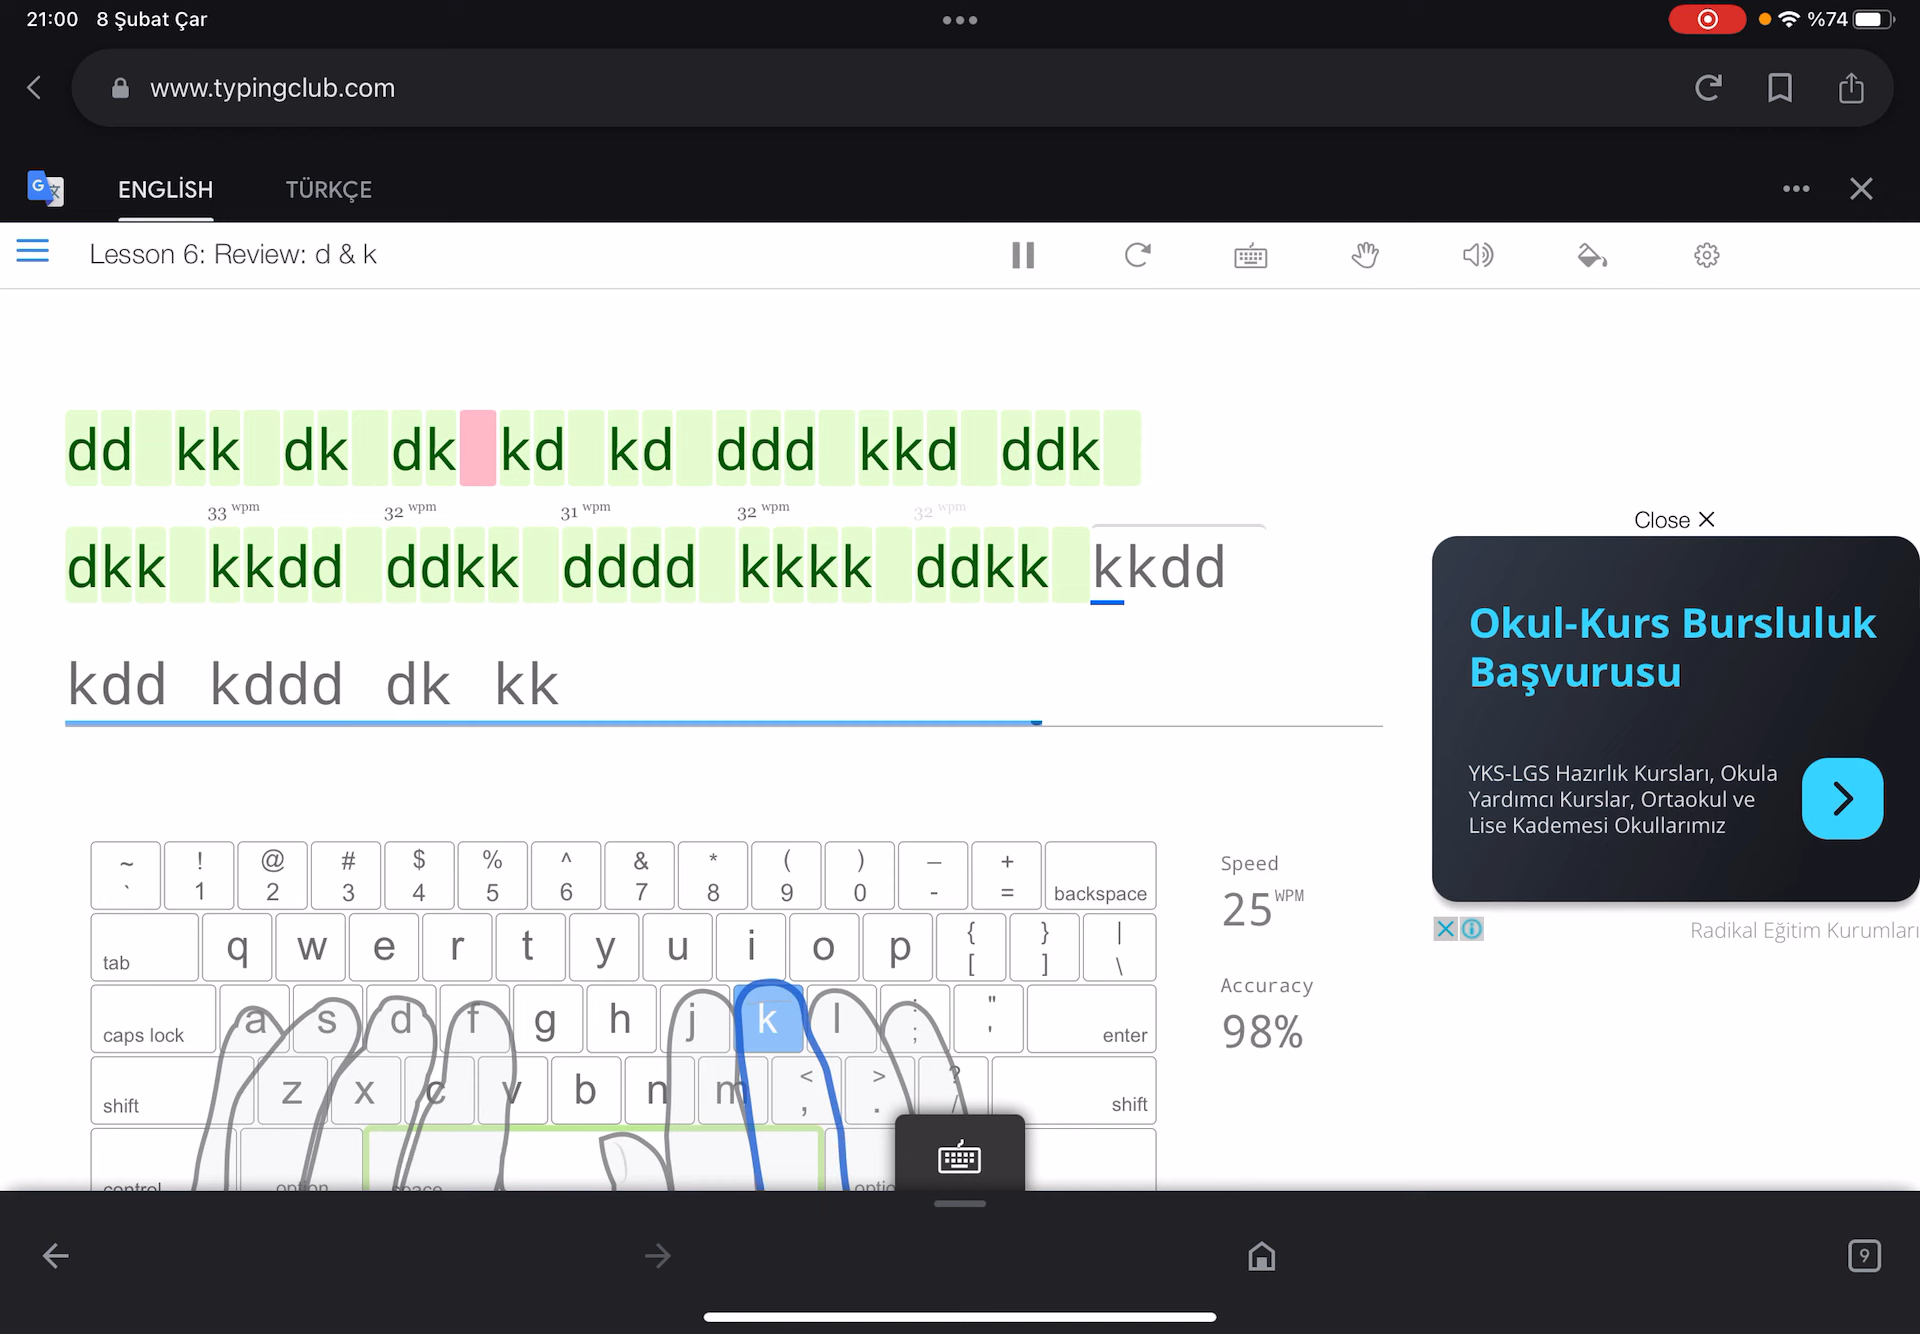 21:00 8 Şubat Çar
%74
www.typingclub.com
ENGLİSH TÜRKÇE
Lesson 6: Review: d & k
dd kk dk dk kd kd ddd kkd ddk
33 wpm 32 wpm 31 wpm 32 wpm 32 wpm
dkk kkdd ddkk dddd kkkk ddkk kkdd
kdd kddd dk kk
Close
Okul-Kurs Bursluluk
Başvurusu
YKS-LGS Hazırlık Kursları, Okula
Yardımcı Kurslar, Ortaokul ve
Lise Kademesi Okullarımız
Radikal Eğitim Kurumları
Speed
25 WPM
Accuracy
98%
~ ! @ # $ % ^ & * ( ) _ +
` 1 2 3 4 5 6 7 8 9 0 - = backspace
tab q w e r t y u i o p { [ } ] | \
caps lock a s d f g h j k l : ; " ' enter
shift z x c v b n m < , > . ? / shift
control option space optio
9